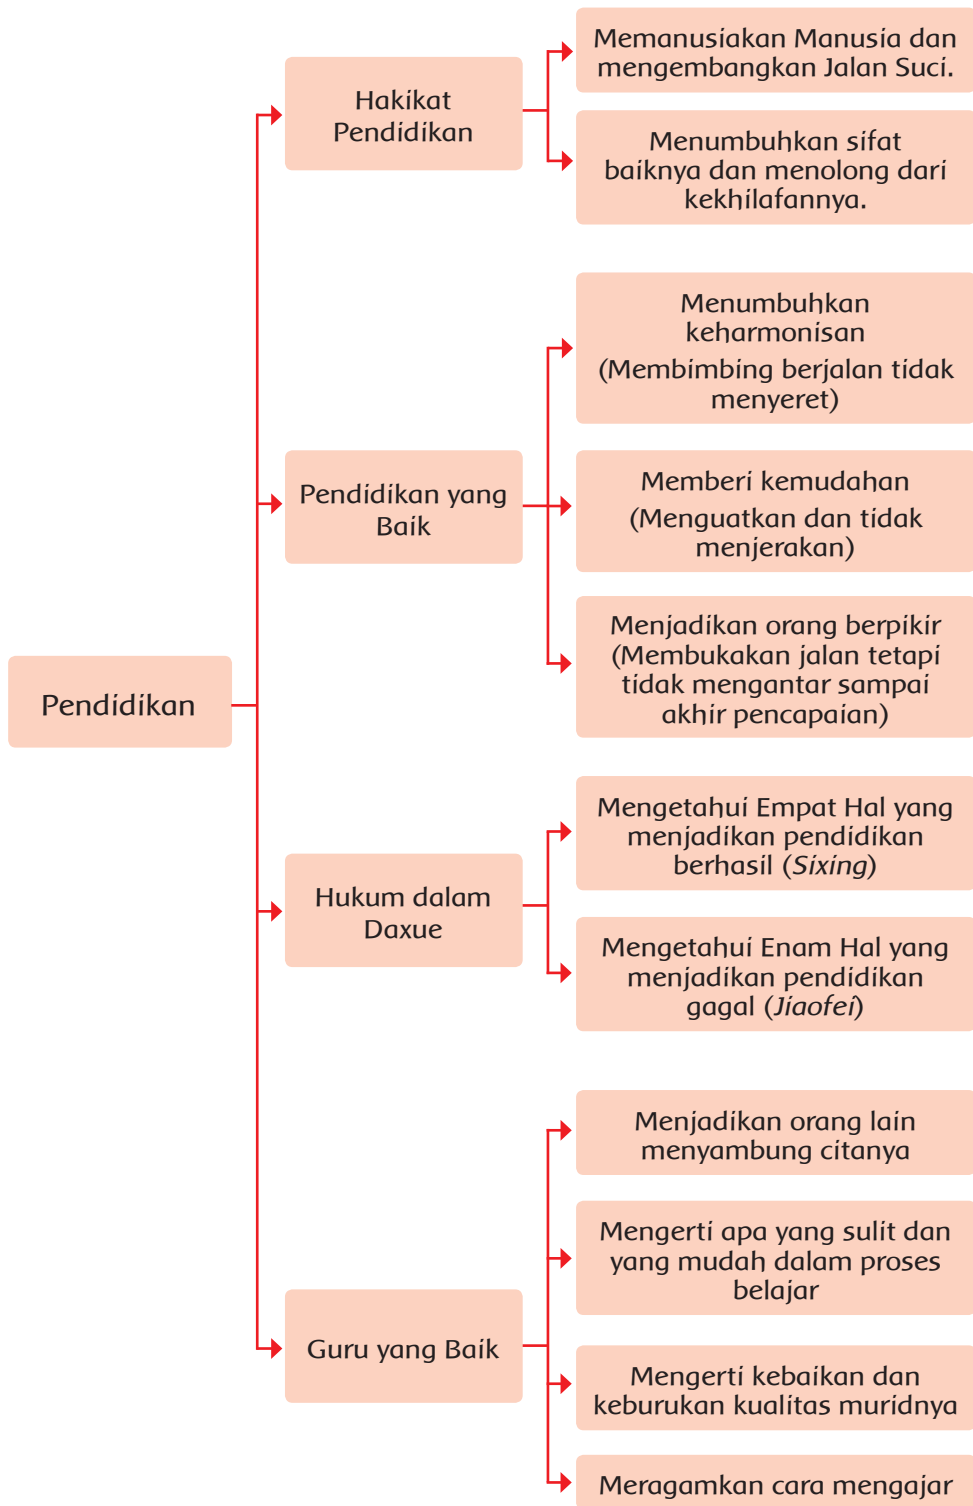 Pendidikan
Hakikat
Pendidikan
Memanusiakan Manusia dan
mengembangkan Jalan Suci.
Menumbuhkan sifat
baiknya dan menolong dari
kekhilafannya.
Pendidikan yang
Baik
Menumbuhkan
keharmonisan
(Membimbing berjalan tidak
menyeret)
Memberi kemudahan
(Menguatkan dan tidak
menjerakan)
Menjadikan orang berpikir
(Membukakan jalan tetapi
tidak mengantar sampai
akhir pencapaian)
Hukum dalam
Daxue
Mengetahui Empat Hal yang
menjadikan pendidikan
berhasil (Sixing)
Mengetahui Enam Hal yang
menjadikan pendidikan
gagal (Jiaofei)
Guru yang Baik
Menjadikan orang lain
menyambung citanya
Mengerti apa yang sulit dan
yang mudah dalam proses
belajar
Mengerti kebaikan dan
keburukan kualitas muridnya
Meragamkan cara mengajar